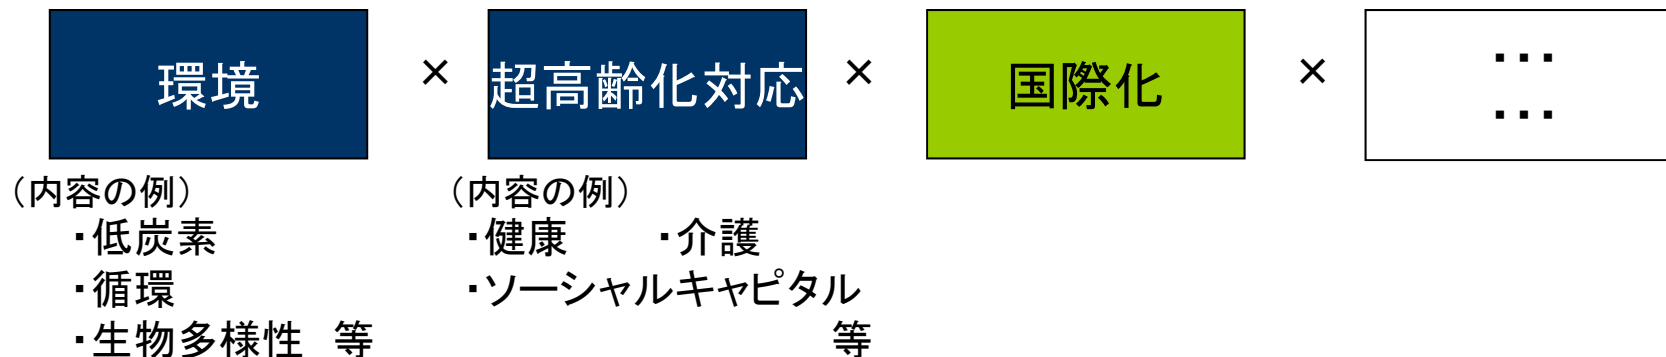 環境 × 超高齢化対応 × 国際化 × …
…
（内容の例）
・低炭素
・循環
・生物多様性 等
（内容の例）
・健康 ・介護
・ソーシャルキャピタル
等